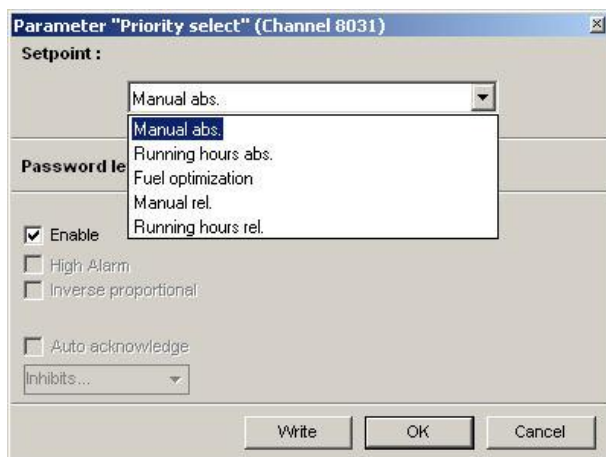 Parameter "Priority select" (Channel 8031)
Setpoint :
Manual abs.
Manual abs.
Running hours abs.
Fuel optimization
Manual rel.
Running hours rel.
Password le
Enable
High Alarm
Inverse proportional
Auto acknowledge
Inhibits...
Write OK Cancel